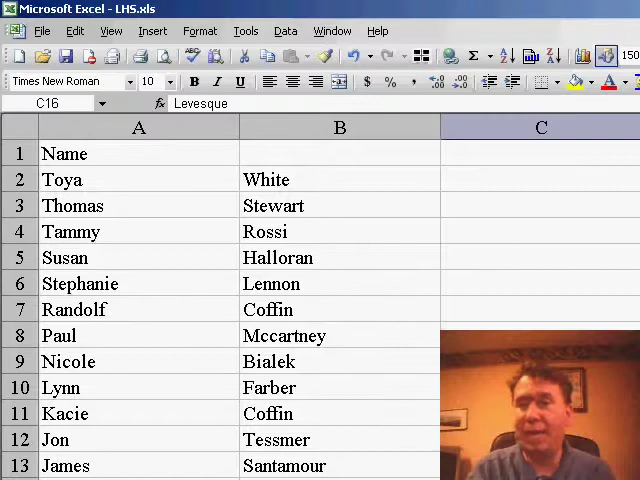 Microsoft Excel - LHS.xls
File Edit View Insert Format Tools Data Window Help
Times New Roman 10 B I U $ % , 150
C16 fx Levesque
A B C
1 Name
2 Toya White
3 Thomas Stewart
4 Tammy Rossi
5 Susan Halloran
6 Stephanie Lennon
7 Randolf Coffin
8 Paul Mccartney
9 Nicole Bialek
10 Lynn Farber
11 Kacie Coffin
12 Jon Tessmer
13 James Santamour